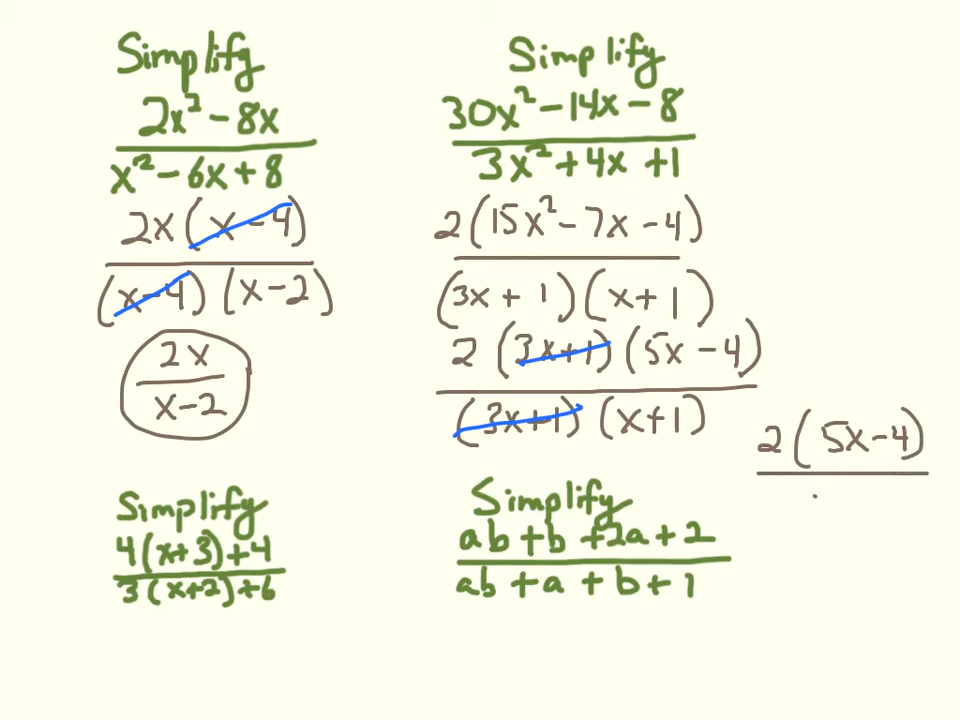 Simplify
2x² - 8x
x² - 6x + 8
2x (x - 4)
(x - 4) (x - 2)
2x
x - 2
Simplify
30x² - 14x - 8
3x² + 4x + 1
2 (15x² - 7x - 4)
(3x + 1) (x + 1)
2 (3x + 1) (5x - 4)
(3x + 1) (x + 1)
2 (5x - 4)
Simplify
4 (x + 3) + 4
3 (x + 2) + 6
Simplify
ab + b + 2a + 2
ab + a + b + 1